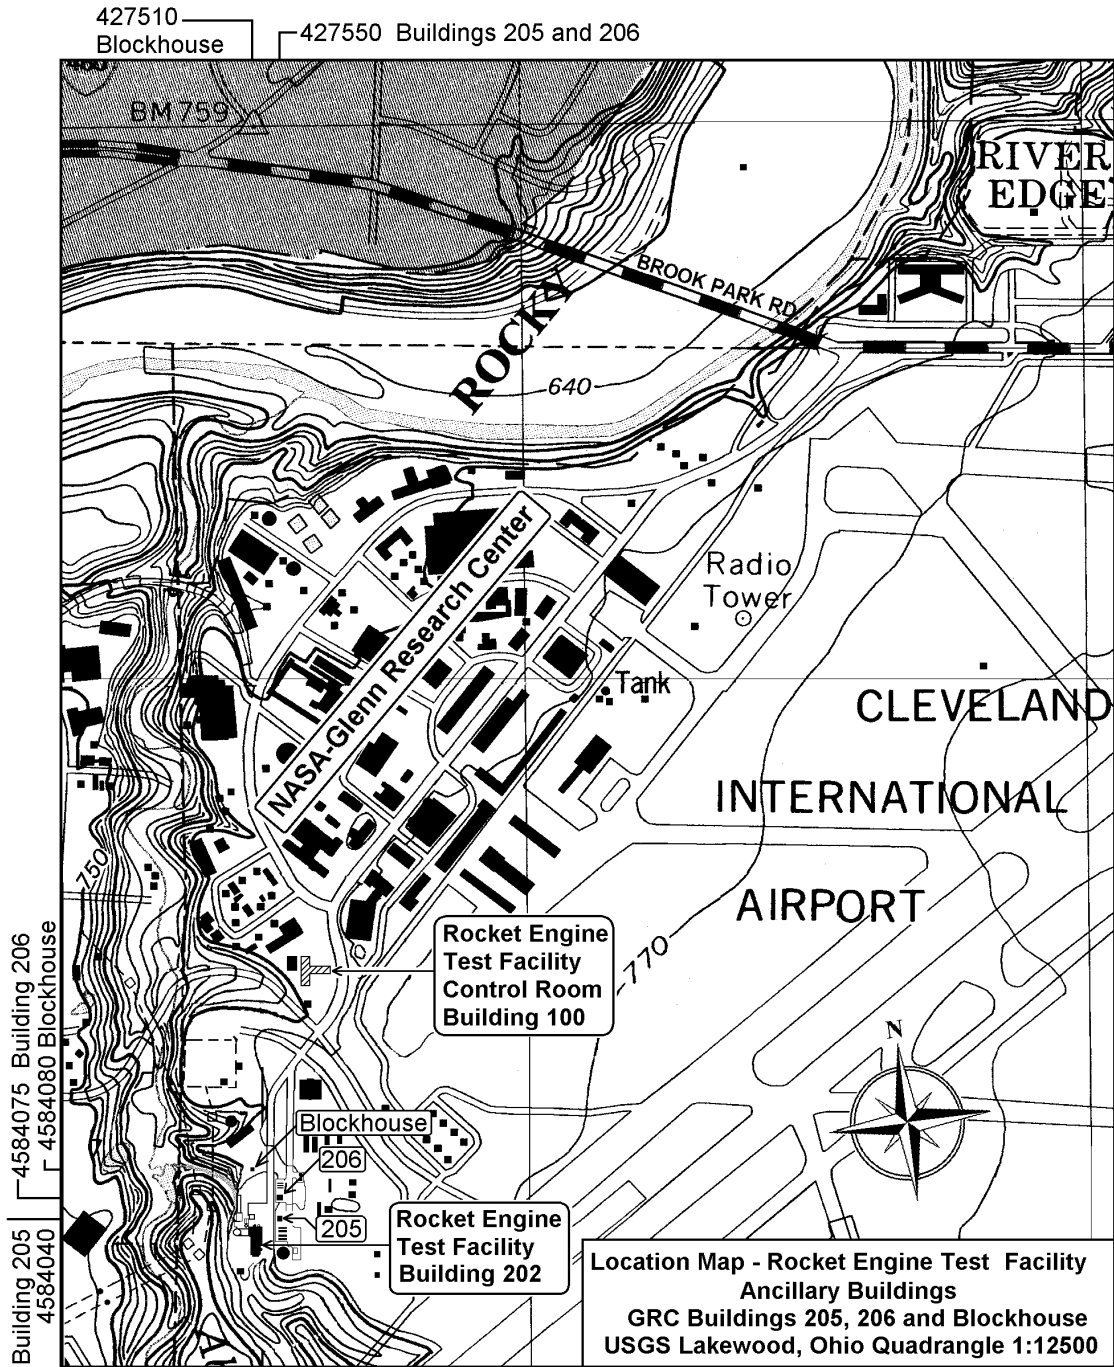 427510
Blockhouse
427550 Buildings 205 and 206
BM 759
RIVER
EDGE
BROOK PARK RD
ROCKY
640
NASA-Glenn Research Center
Radio
Tower
Tank
CLEVELAND
INTERNATIONAL
AIRPORT
750
770
Rocket Engine
Test Facility
Control Room
Building 100
N
Blockhouse
206
205
Rocket Engine
Test Facility
Building 202
4584075 Building 206
4584080 Blockhouse
Building 205
4584040
Location Map - Rocket Engine Test Facility
Ancillary Buildings
GRC Buildings 205, 206 and Blockhouse
USGS Lakewood, Ohio Quadrangle 1:12500